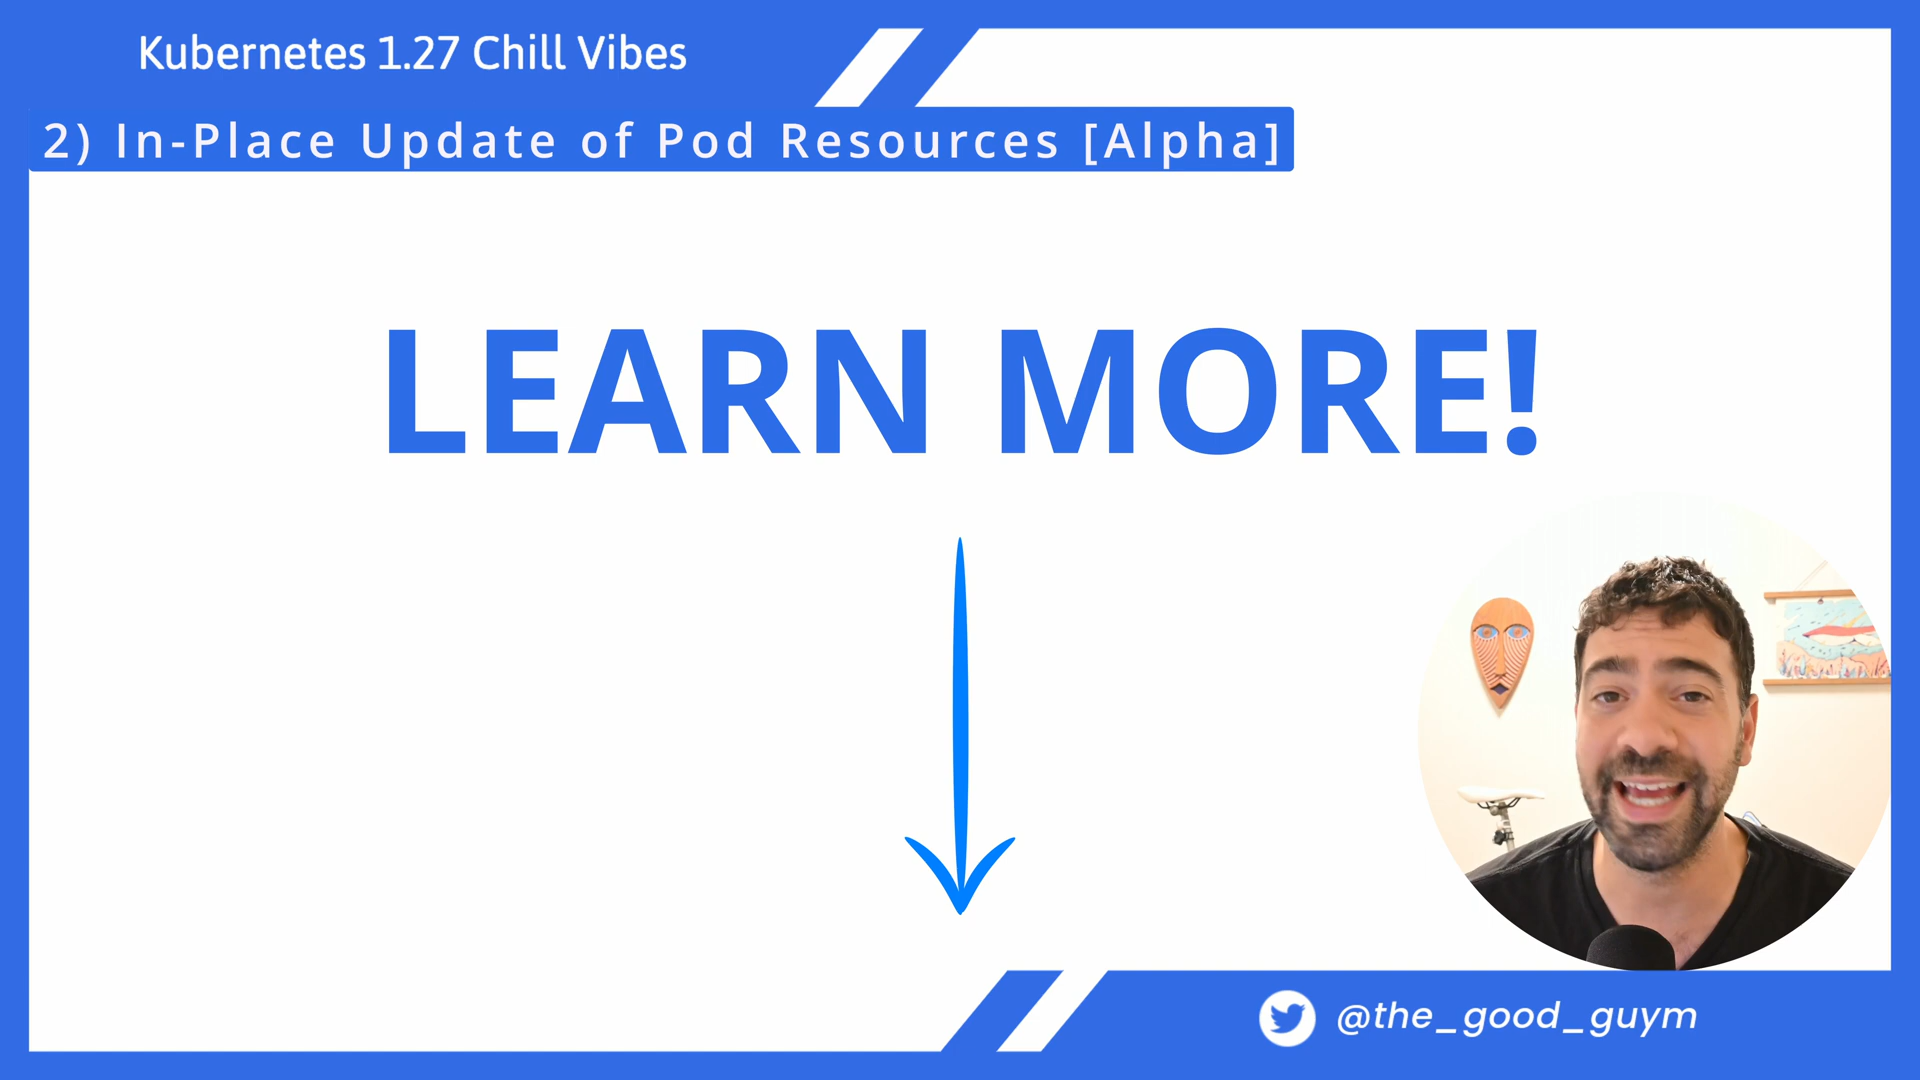 Kubernetes 1.27 Chill Vibes
2) In-Place Update of Pod Resources [Alpha]
LEARN MORE!
@the_good_guym